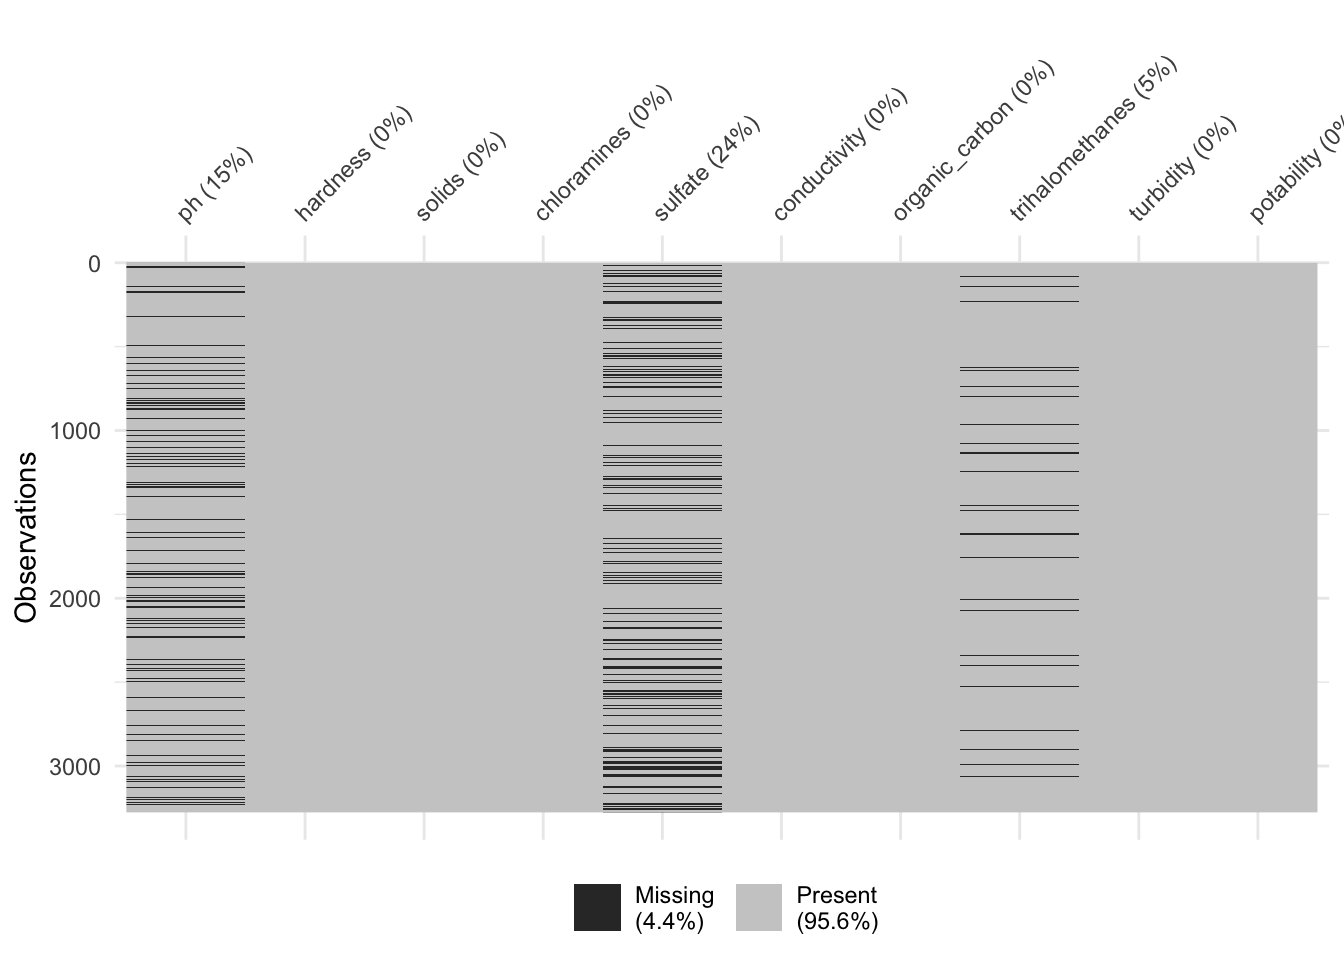 ph (15%)
hardness (0%)
solids (0%)
chloramines (0%)
sulfate (24%)
conductivity (0%)
organic_carbon (0%)
trihalomethanes (5%)
turbidity (0%)
potability (0%
0
1000
2000
3000
Observations
Missing
(4.4%)
Present
(95.6%)